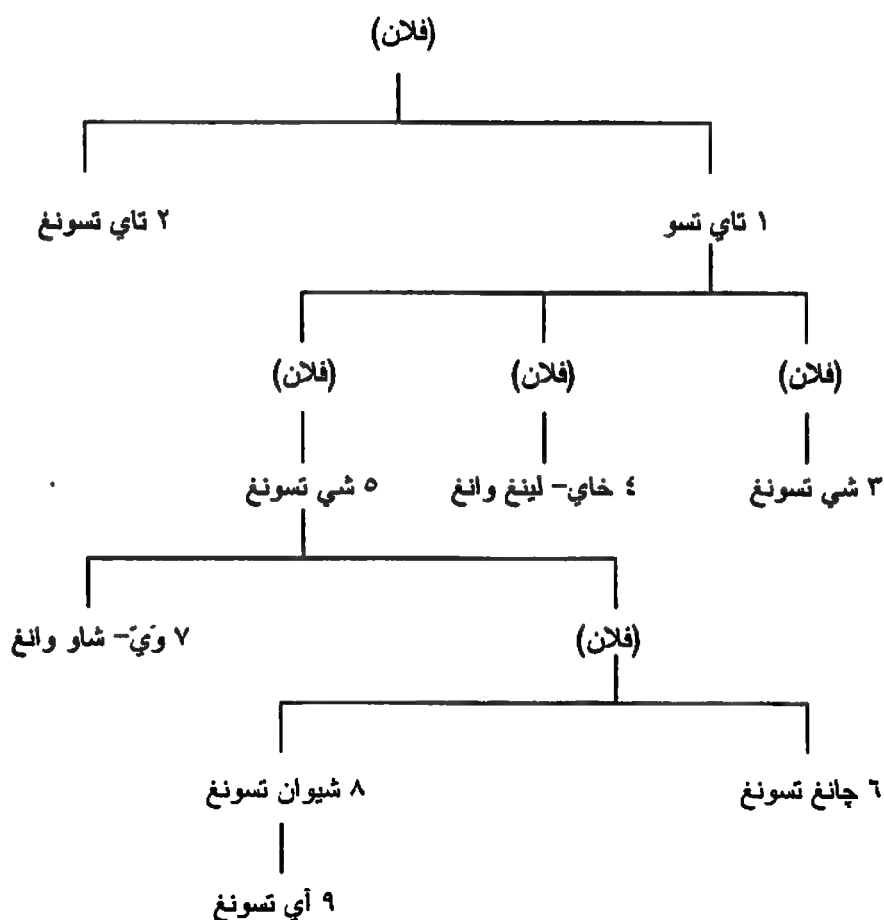 (فلان)
١ تاي تسو ٢ تاي تسونغ
(فلان) (فلان) (فلان)
٣ شي تسونغ ٤ خاي- لينغ وانغ ٥ شي تسونغ
(فلان) ٧ وَيّ- شاو وانغ
٦ چانغ تسونغ ٨ شيوان تسونغ
٩ أي تسونغ